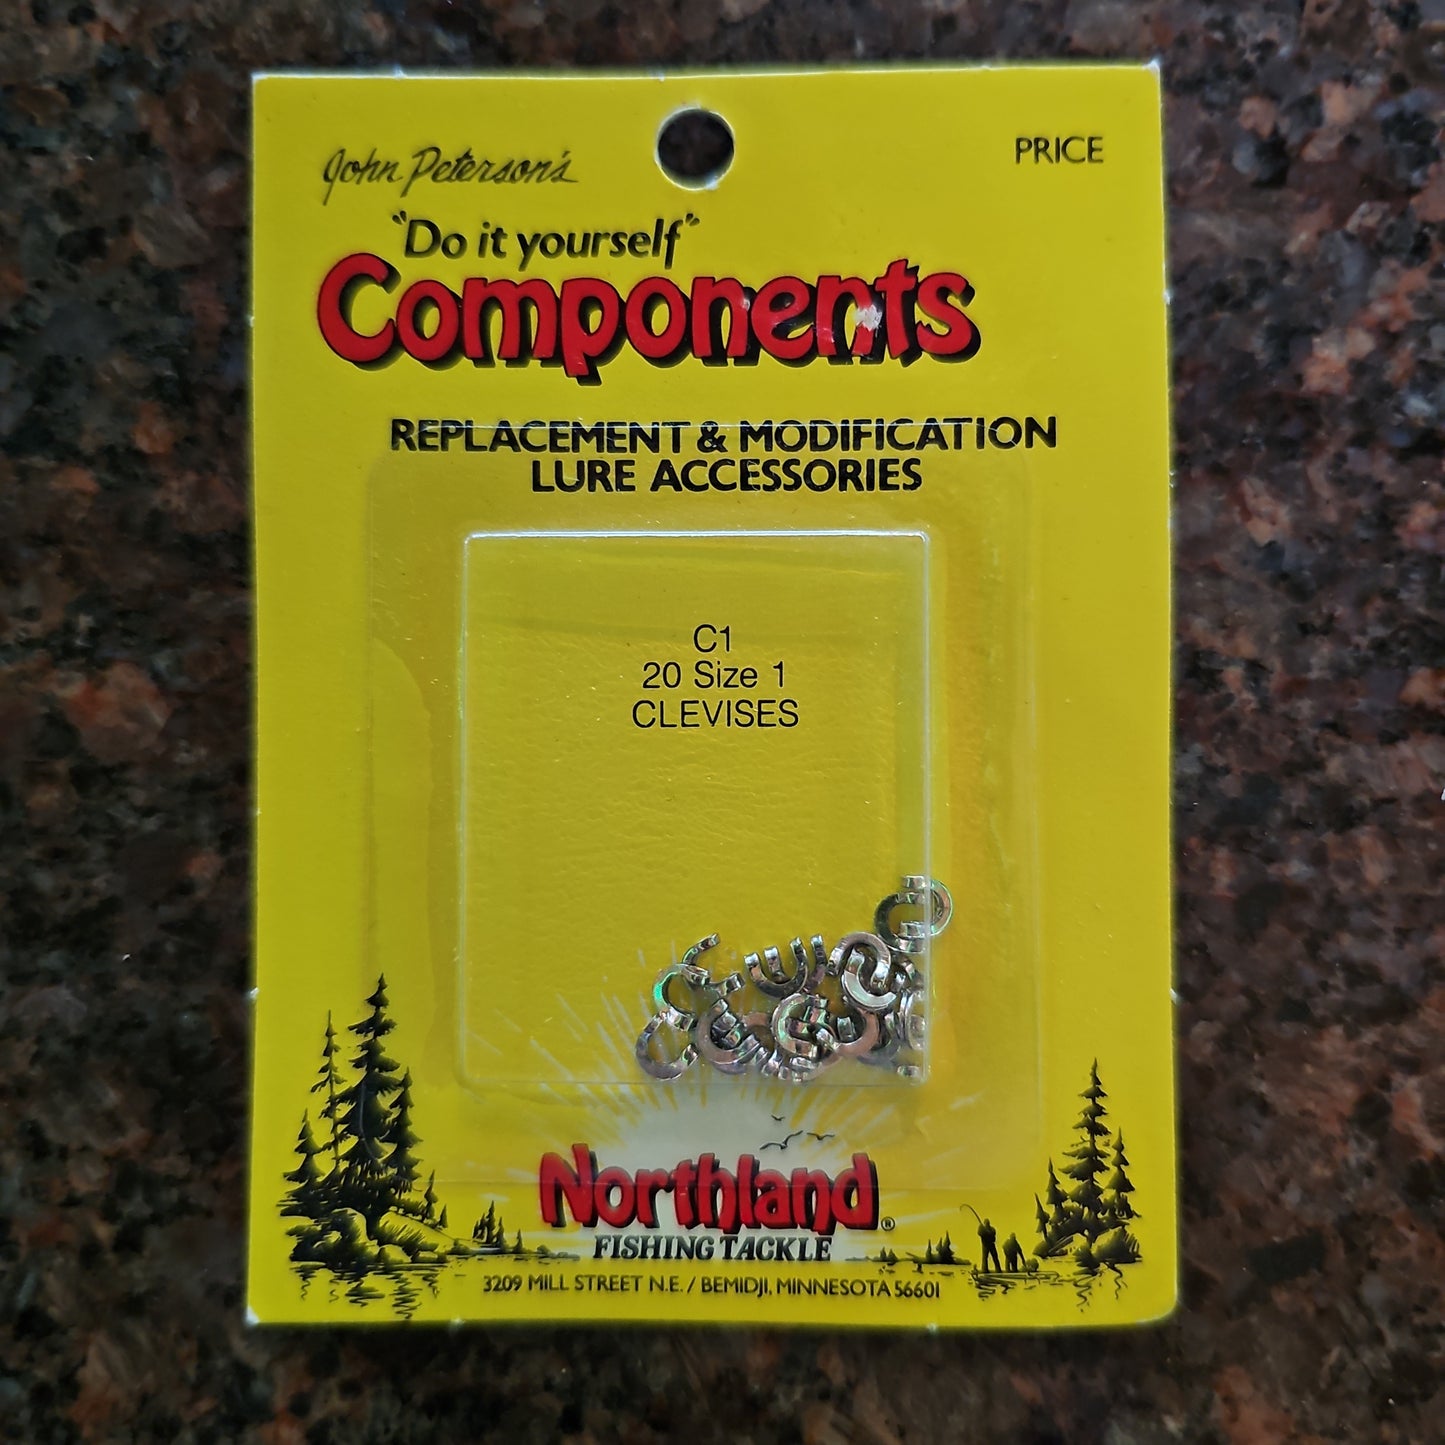 John Peterson's
PRICE
"Do it yourself"
Components
REPLACEMENT & MODIFICATION
LURE ACCESSORIES
C1
20 Size 1
CLEVISES
Northland®
FISHING TACKLE
3209 MILL STREET N.E. / BEMIDJI, MINNESOTA 56601